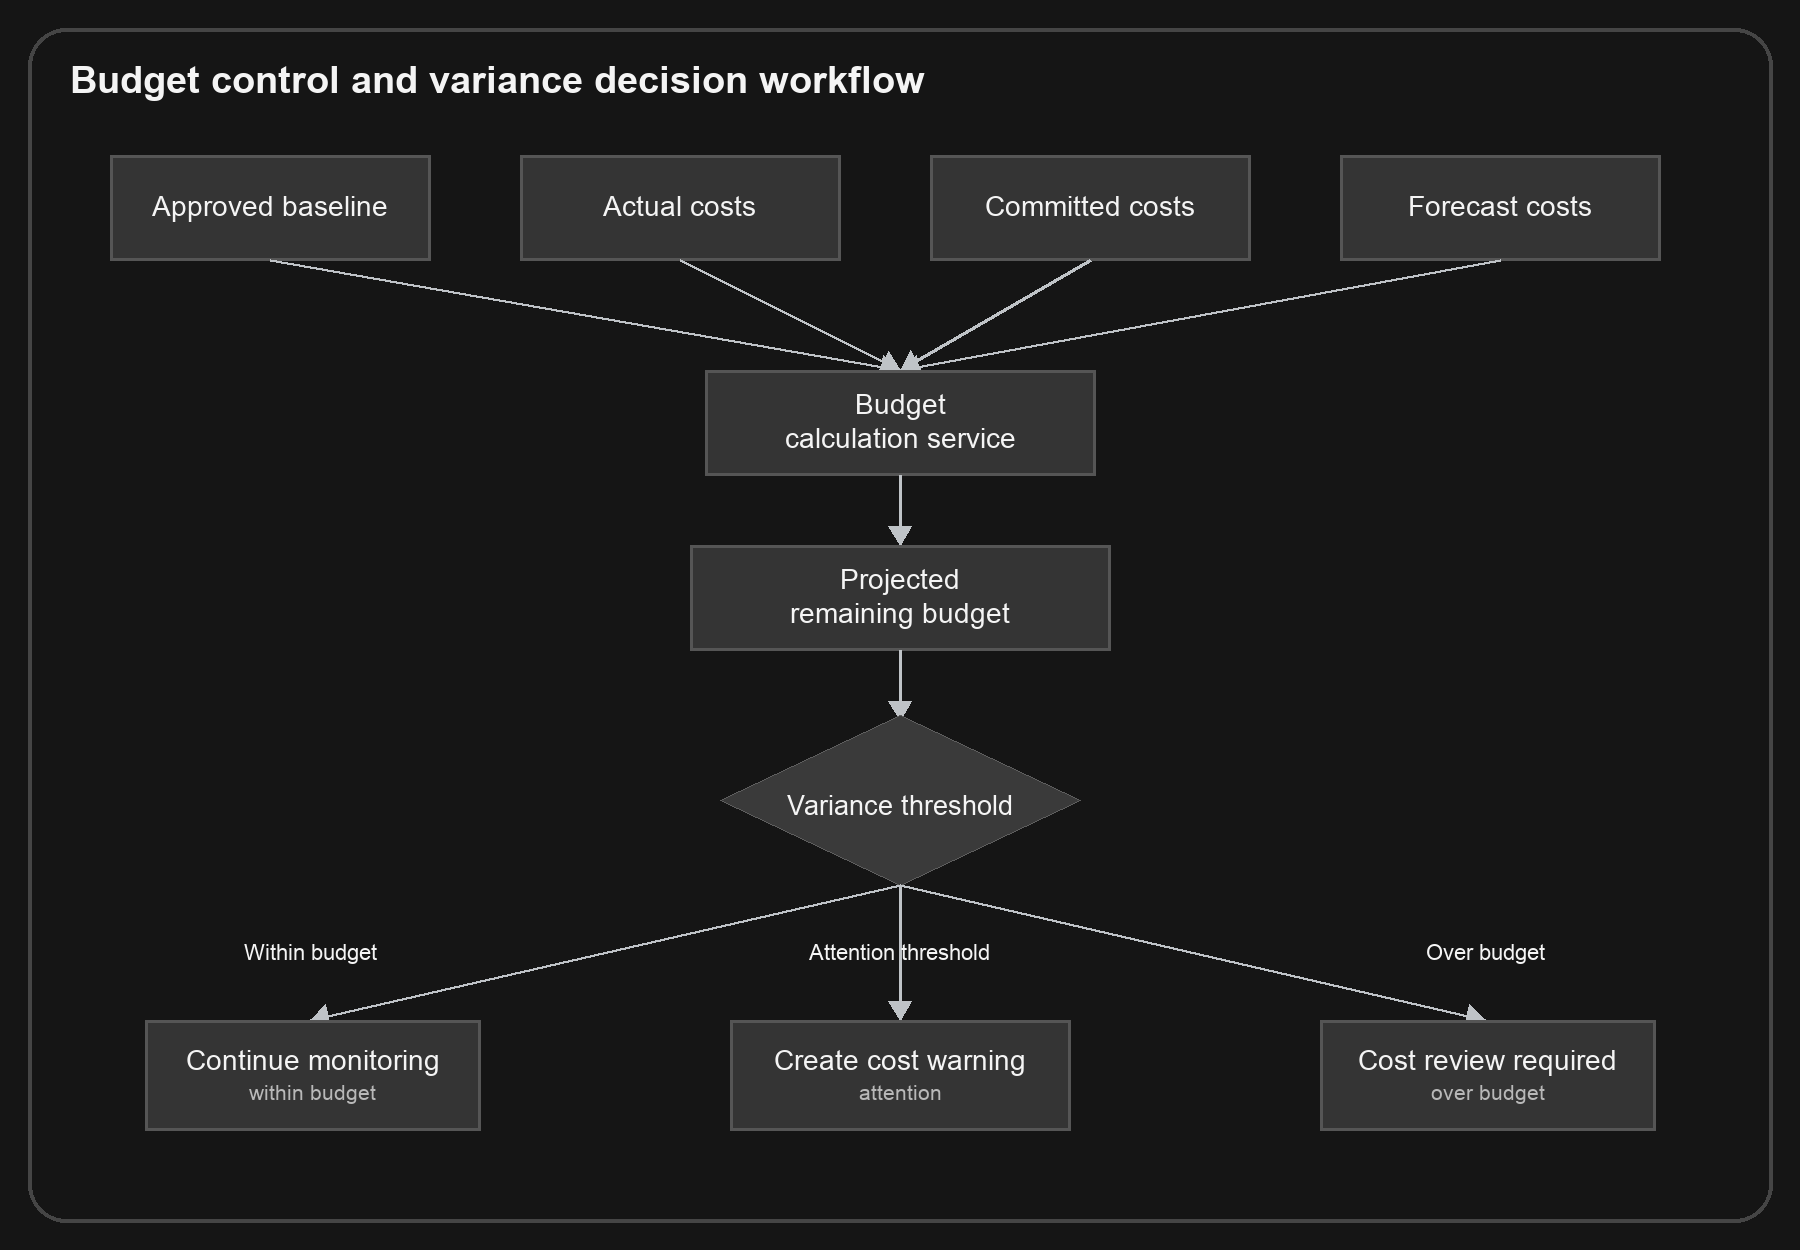 Budget control and variance decision workflow
Approved baseline
Actual costs
Committed costs
Forecast costs
Budget
calculation service
Projected
remaining budget
Variance threshold
Within budget
Attention threshold
Over budget
Continue monitoring
within budget
Create cost warning
attention
Cost review required
over budget